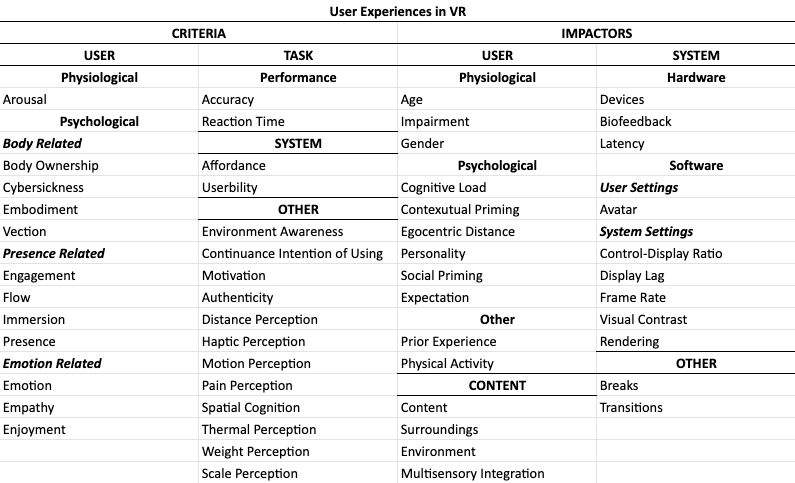 User Experiences in VR
CRITERIA IMPACTORS
USER TASK USER SYSTEM
Physiological Performance Physiological Hardware
Arousal Accuracy Age Devices
Psychological Reaction Time Impairment Biofeedback
Body Related SYSTEM Gender Latency
Body Ownership Affordance Psychological Software
Cybersickness Userbility Cognitive Load User Settings
Embodiment OTHER Contexutual Priming Avatar
Vection Environment Awareness Egocentric Distance System Settings
Presence Related Continuance Intention of Using Personality Control-Display Ratio
Engagement Motivation Social Priming Display Lag
Flow Authenticity Expectation Frame Rate
Immersion Distance Perception Other Visual Contrast
Presence Haptic Perception Prior Experience Rendering
Emotion Related Motion Perception Physical Activity OTHER
Emotion Pain Perception CONTENT Breaks
Empathy Spatial Cognition Content Transitions
Enjoyment Thermal Perception Surroundings
Weight Perception Environment
Scale Perception Multisensory Integration